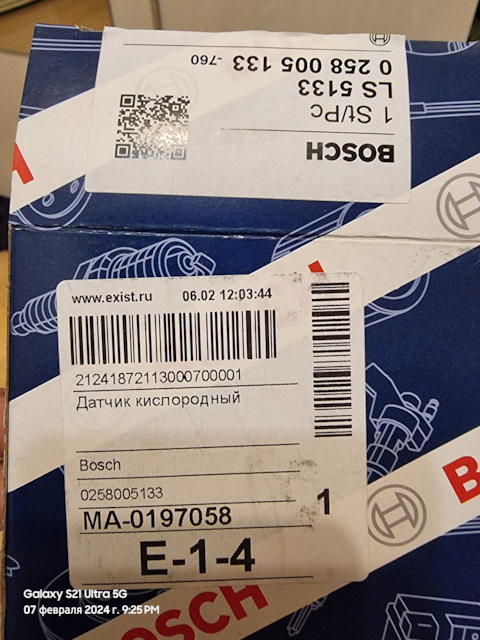 0 258 005 133 -760
LS 5133
1 St/Pc
BOSCH
www.exist.ru 06.02 12:03:44
21241872113000700001
Датчик кислородный
Bosch
0258005133
1
MA-0197058
E-1-4
B
BOSCH
Galaxy S21 Ultra 5G
07 февраля 2024 г. 9:25 PM